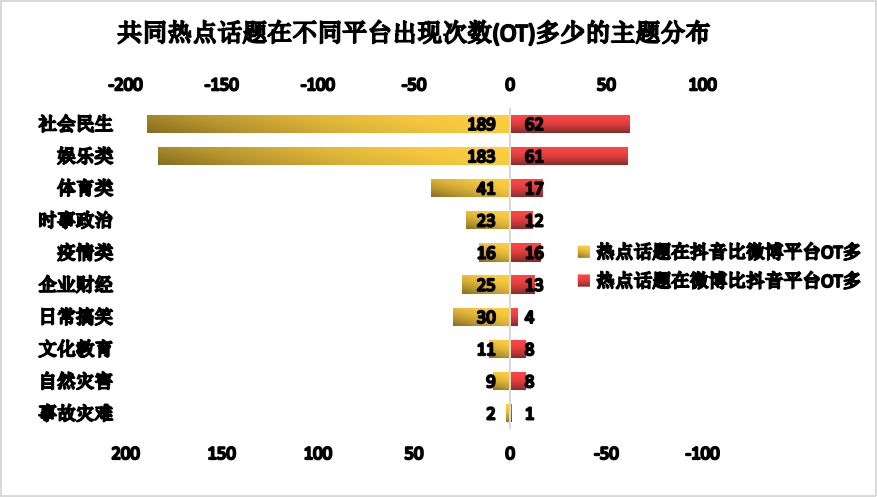 共同热点话题在不同平台出现次数(OT)多少的主题分布
-200 -150 -100 -50 0 50 100
社会民生 189 62
娱乐类 183 61
体育类 41 17
时事政治 23 12
疫情类 16 16
热点话题在抖音比微博平台OT多
企业财经 25 13
热点话题在微博比抖音平台OT多
日常搞笑 30 4
文化教育 11 8
自然灾害 9 8
事故灾难 2 1
200 150 100 50 0 -50 -100